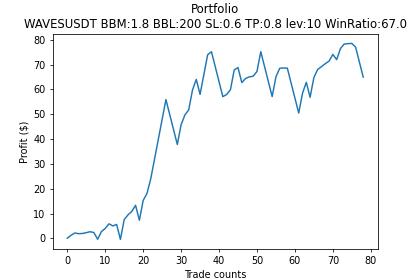 Portfolio
WAVESUSDT BBM:1.8 BBL:200 SL:0.6 TP:0.8 lev:10 WinRatio:67.0
80
70
60
50
40
30
20
10
0
Profit ($)
0 10 20 30 40 50 60 70 80
Trade counts